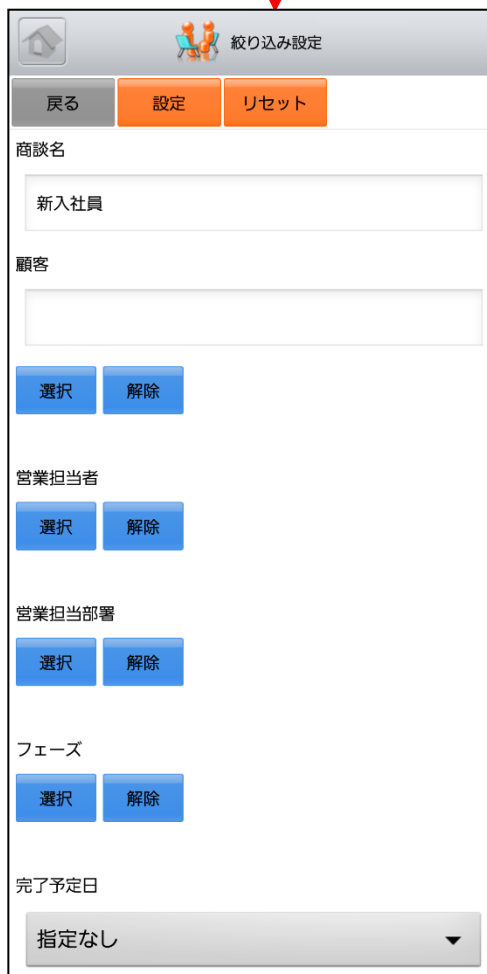 絞り込み設定
戻る 設定 リセット
商談名
新入社員
顧客
選択 解除
営業担当者
選択 解除
営業担当部署
選択 解除
フェーズ
選択 解除
完了予定日
指定なし